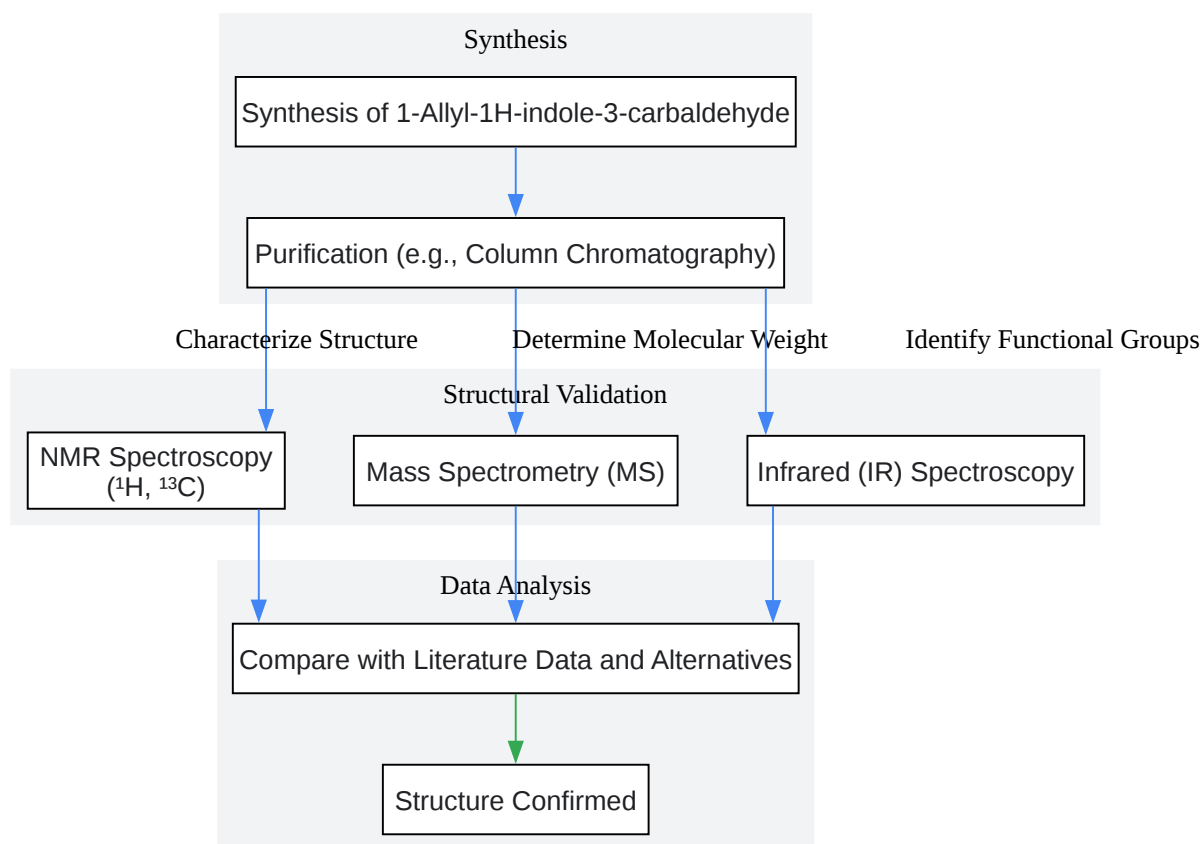 Synthesis
Synthesis of 1-Allyl-1H-indole-3-carbaldehyde
Purification (e.g., Column Chromatography)
Characterize Structure
Determine Molecular Weight
Identify Functional Groups
Structural Validation
NMR Spectroscopy
(¹H, ¹³C)
Mass Spectrometry (MS)
Infrared (IR) Spectroscopy
Data Analysis
Compare with Literature Data and Alternatives
Structure Confirmed